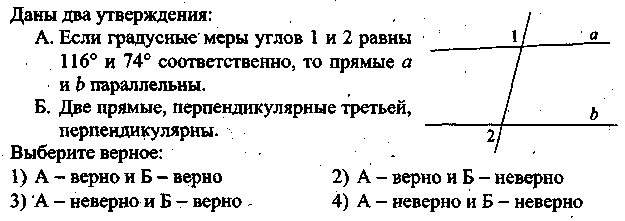 Даны два утверждения:
А. Если градусные меры углов 1 и 2 равны
116° и 74° соответственно, то прямые a
и b параллельны.
Б. Две прямые, перпендикулярные третьей,
перпендикулярны.
1
a
b
2
Выберите верное:
1) А – верно и Б – верно
2) А – верно и Б – неверно
3) А – неверно и Б – верно
4) А – неверно и Б – неверно